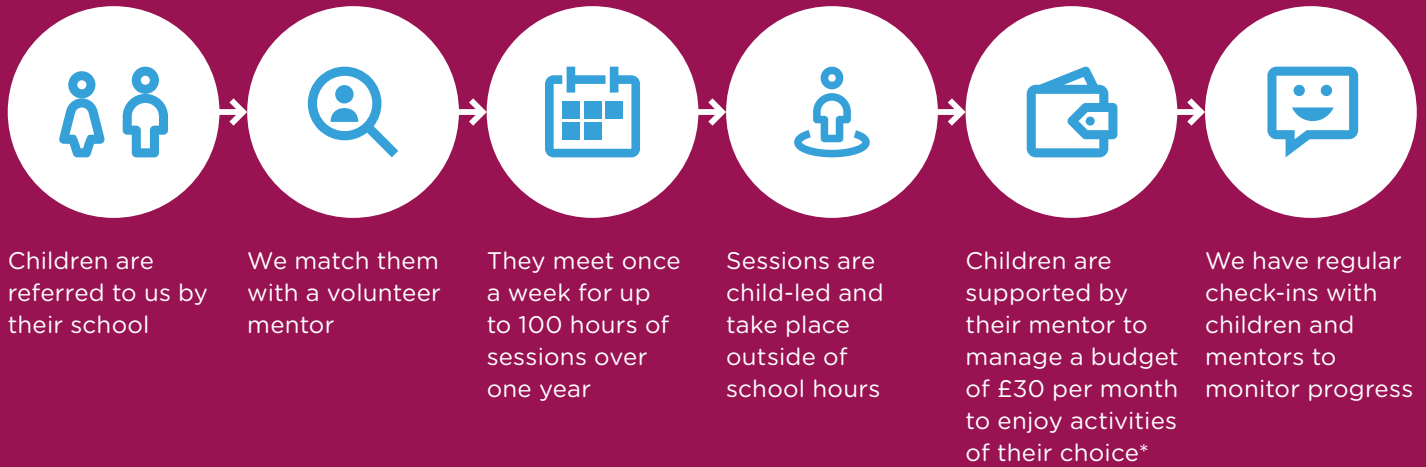 Children are
referred to us by
their school
We match them
with a volunteer
mentor
They meet once
a week for up
to 100 hours of
sessions over
one year
Sessions are
child-led and
take place
outside of
school hours
Children are
supported by
their mentor to
manage a budget
of £30 per month
to enjoy activities
of their choice*
We have regular
check-ins with
children and
mentors to
monitor progress